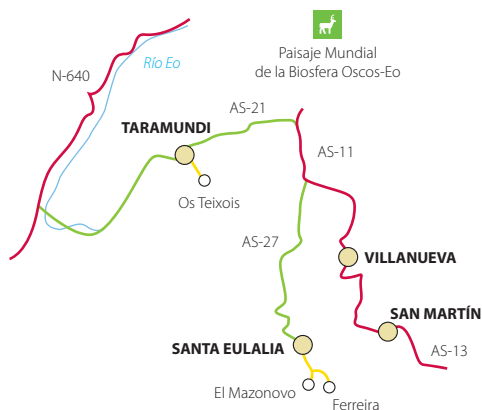 Paisaje Mundial
de la Biosfera Oscos-Eo
N-640
Río Eo
AS-21
TARAMUNDI
AS-11
Os Teixois
AS-27
VILLANUEVA
SAN MARTÍN
SANTA EULALIA
AS-13
El Mazonovo
Ferreira